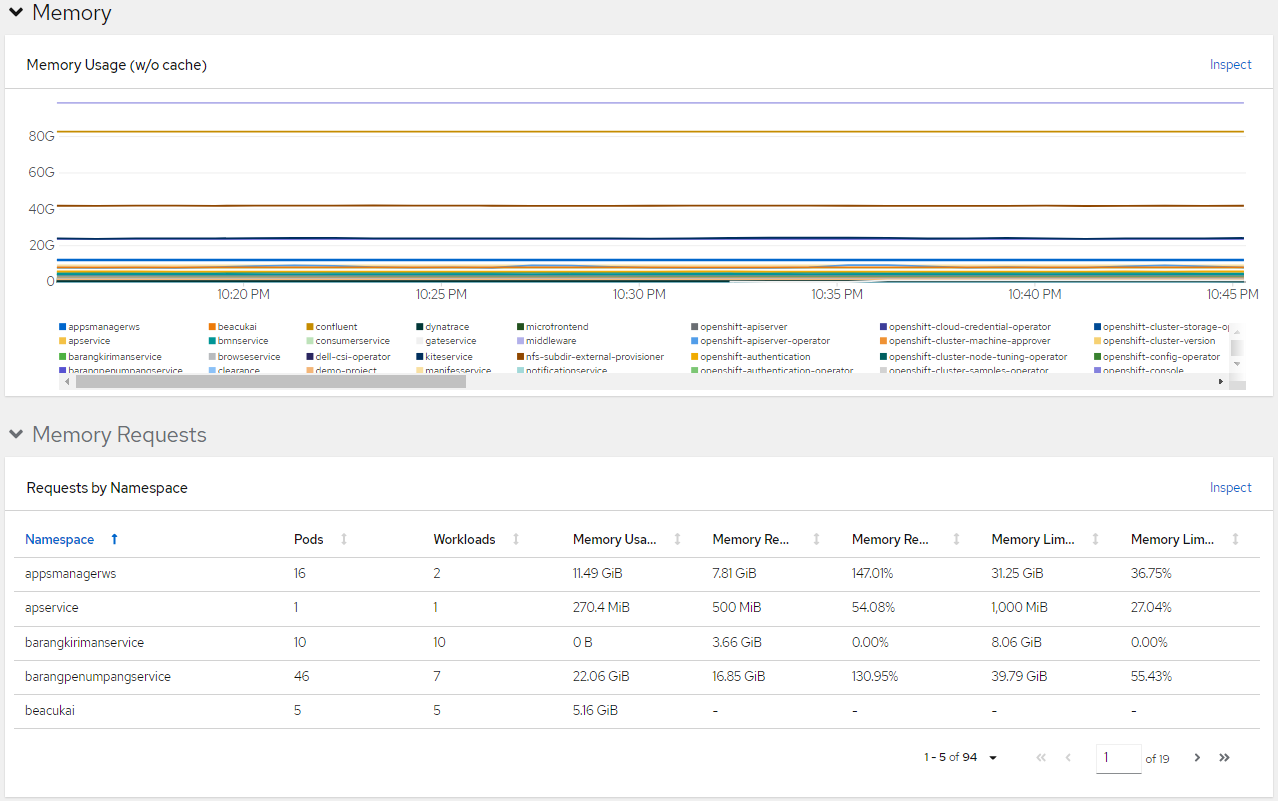 Memory
Memory Usage (w/o cache) Inspect
80G
60G
40G
20G
0
10:20 PM 10:25 PM 10:30 PM 10:35 PM 10:40 PM 10:45 PM
appsmanagerws beacukai confluent dynatrace microfrontend openshift-apiserver openshift-cloud-credential-operator openshift-cluster-storage-op
apservice bmnservice consumerservice gateservice middleware openshift-apiserver-operator openshift-cluster-machine-approver openshift-cluster-version
barangkirimanservice browseservice dell-csi-operator kiteservice nfs-subdir-external-provisioner openshift-authentication openshift-cluster-node-tuning-operator openshift-config-operator
barangpenumpangservice clearance demo-project manifesservice notificationservice openshift-authentication-operator openshift-cluster-samples-operator openshift-console
Memory Requests
Requests by Namespace Inspect
Namespace Pods Workloads Memory Usa... Memory Re... Memory Re... Memory Lim... Memory Lim...
appsmanagerws 16 2 11.49 GiB 7.81 GiB 147.01% 31.25 GiB 36.75%
apservice 1 1 270.4 MiB 500 MiB 54.08% 1,000 MiB 27.04%
barangkirimanservice 10 10 0 B 3.66 GiB 0.00% 8.06 GiB 0.00%
barangpenumpangservice 46 7 22.06 GiB 16.85 GiB 130.95% 39.79 GiB 55.43%
beacukai 5 5 5.16 GiB - - - -
1 - 5 of 94 1 of 19